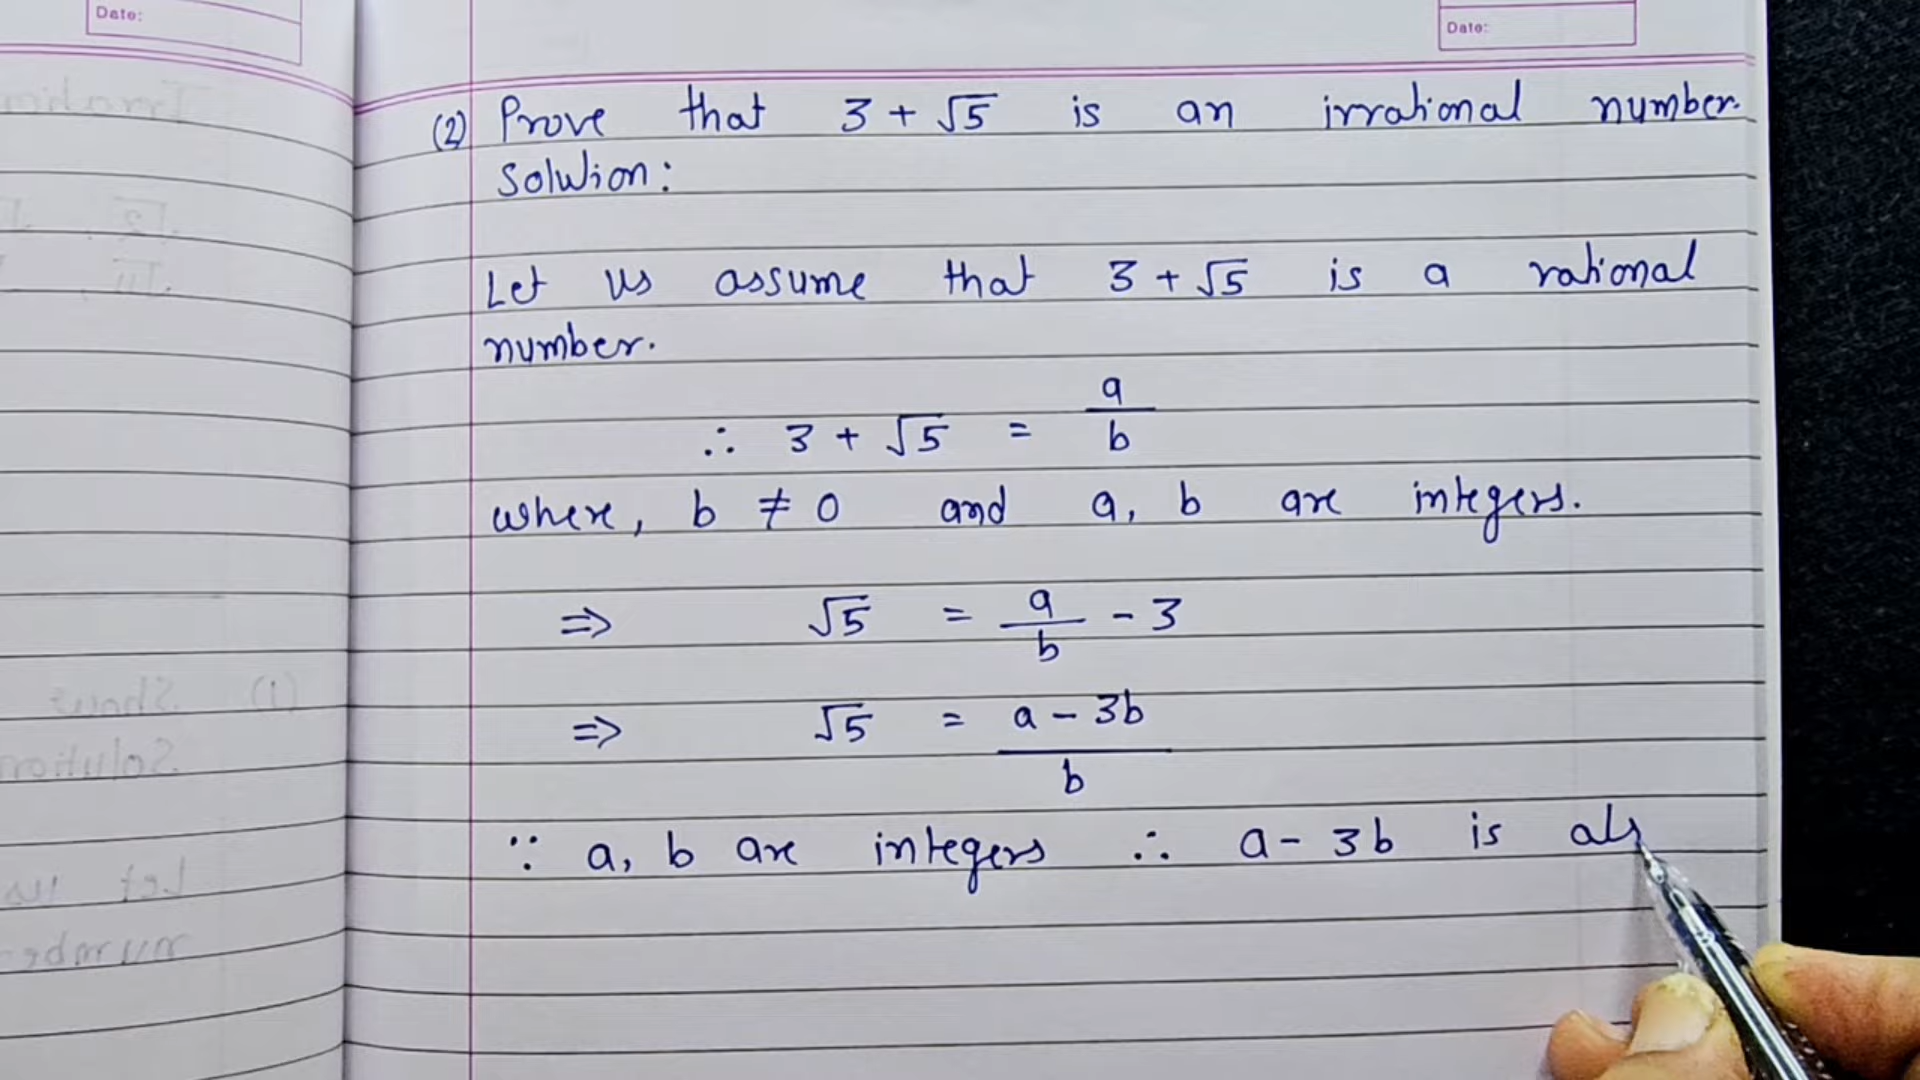 Date:
Date:
(2) Prove that 3 + √5 is an irrational number.
Solution:
Let us assume that 3 + √5 is a rational
number.
∴ 3 + √5 = a/b
where, b ≠ 0 and a, b are integers.
⇒ √5 = a/b - 3
⇒ √5 = (a - 3b)/b
∵ a, b are integers ∴ a - 3b is als